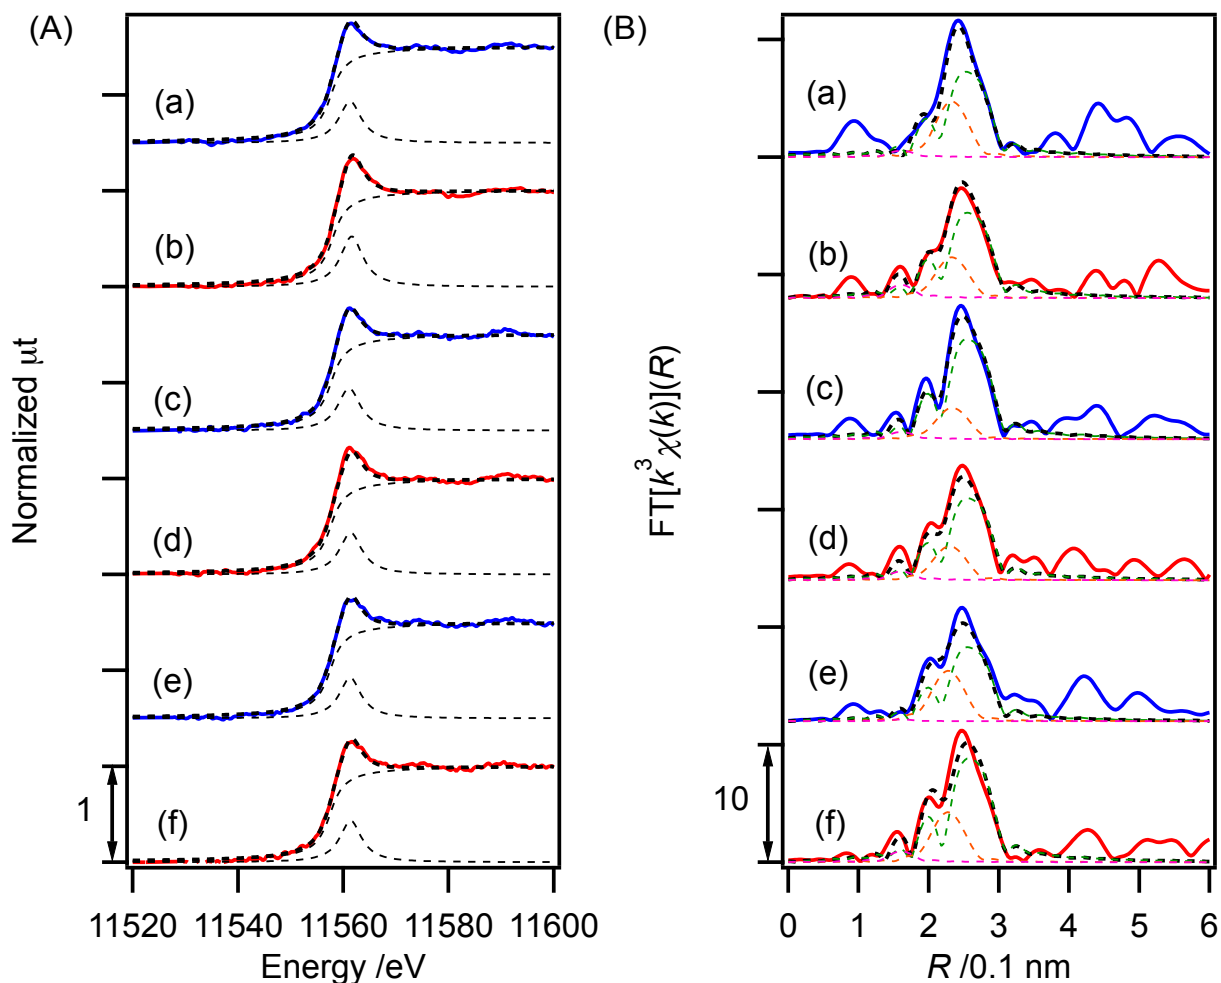 (A)
(a)
(b)
(c)
(d)
(e)
(f)
1
Normalized μt
11520 11540 11560 11580 11600
Energy /eV
(B)
(a)
(b)
(c)
(d)
(e)
(f)
10
FT[k³ χ(k)](R)
0 1 2 3 4 5 6
R /0.1 nm